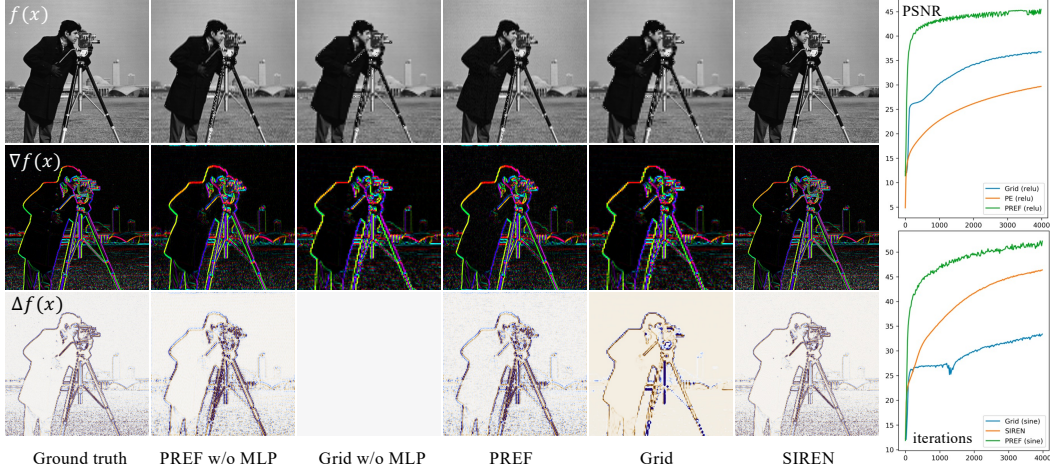 f(x)
∇f(x)
Δf(x)
Ground truth
PREF w/o MLP
Grid w/o MLP
PREF
Grid
SIREN
PSNR
45
40
35
30
25
20
15
10
5
Grid (relu)
PE (relu)
PREF (relu)
0 1000 2000 3000 4000
50
45
40
35
30
25
20
15
10
Grid (sine)
SIREN
PREF (sine)
iterations
0 1000 2000 3000 4000